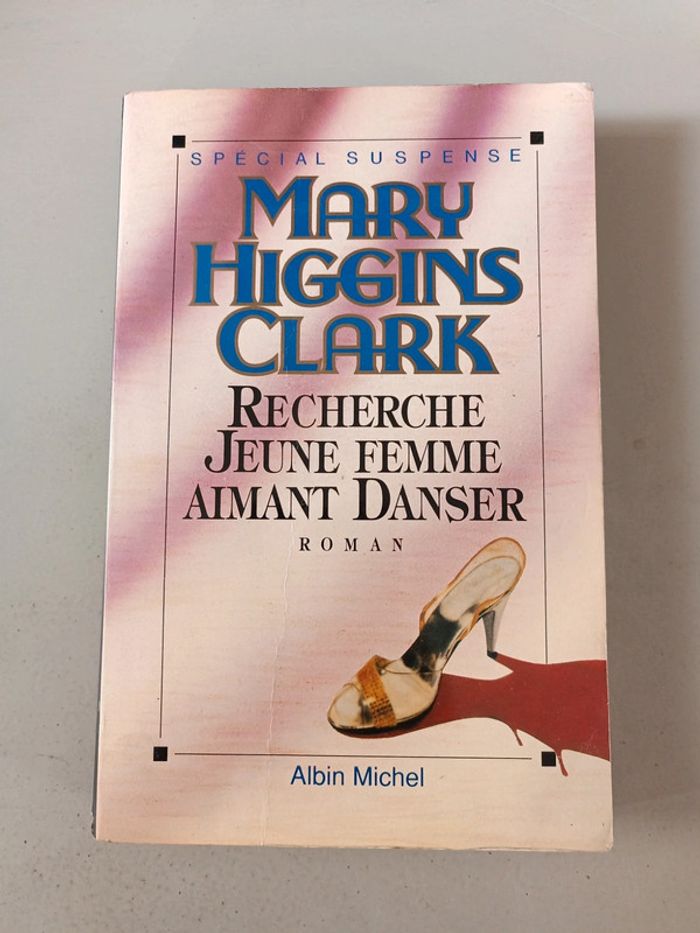 SPÉCIAL SUSPENSE
MARY
HIGGINS
CLARK
RECHERCHE
JEUNE FEMME
AIMANT DANSER
ROMAN
Albin Michel